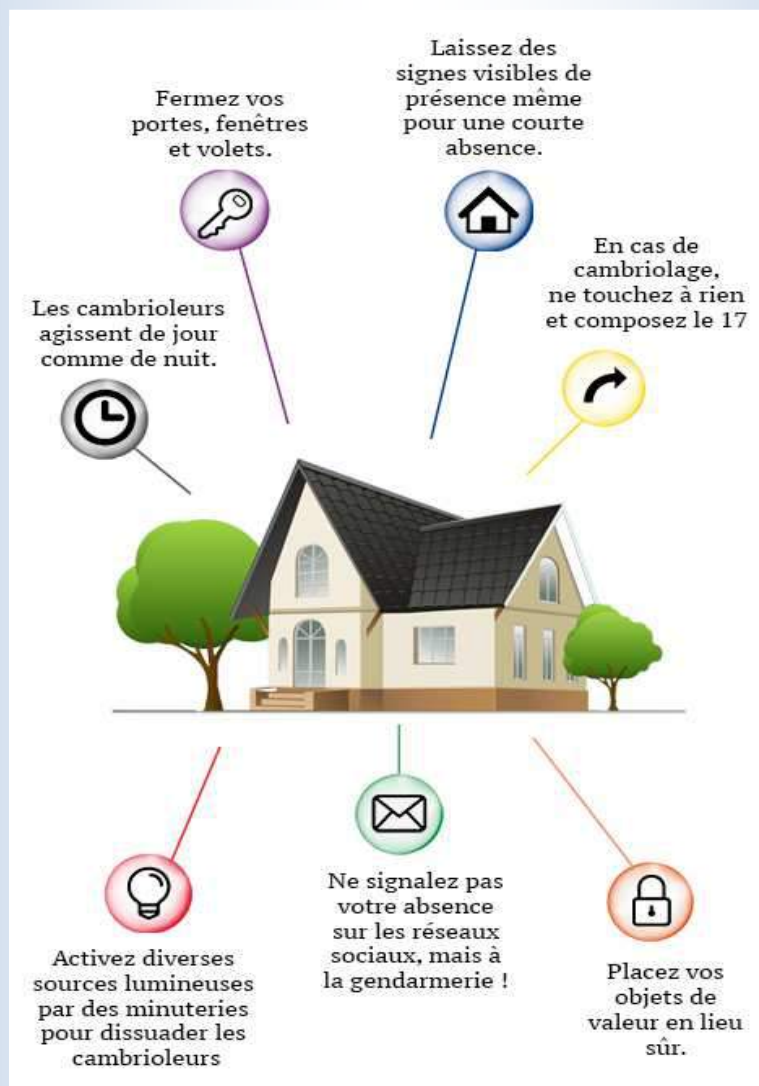 Laissez des
signes visibles de
présence même
pour une courte
absence.
Fermez vos
portes, fenêtres
et volets.
En cas de
cambriolage,
ne touchez à rien
et composez le 17
Les cambrioleurs
agissent de jour
comme de nuit.
Ne signalez pas
votre absence
sur les réseaux
sociaux, mais à
la gendarmerie !
Activez diverses
sources lumineuses
par des minuteries
pour dissuader les
cambrioleurs
Placez vos
objets de
valeur en lieu
sûr.